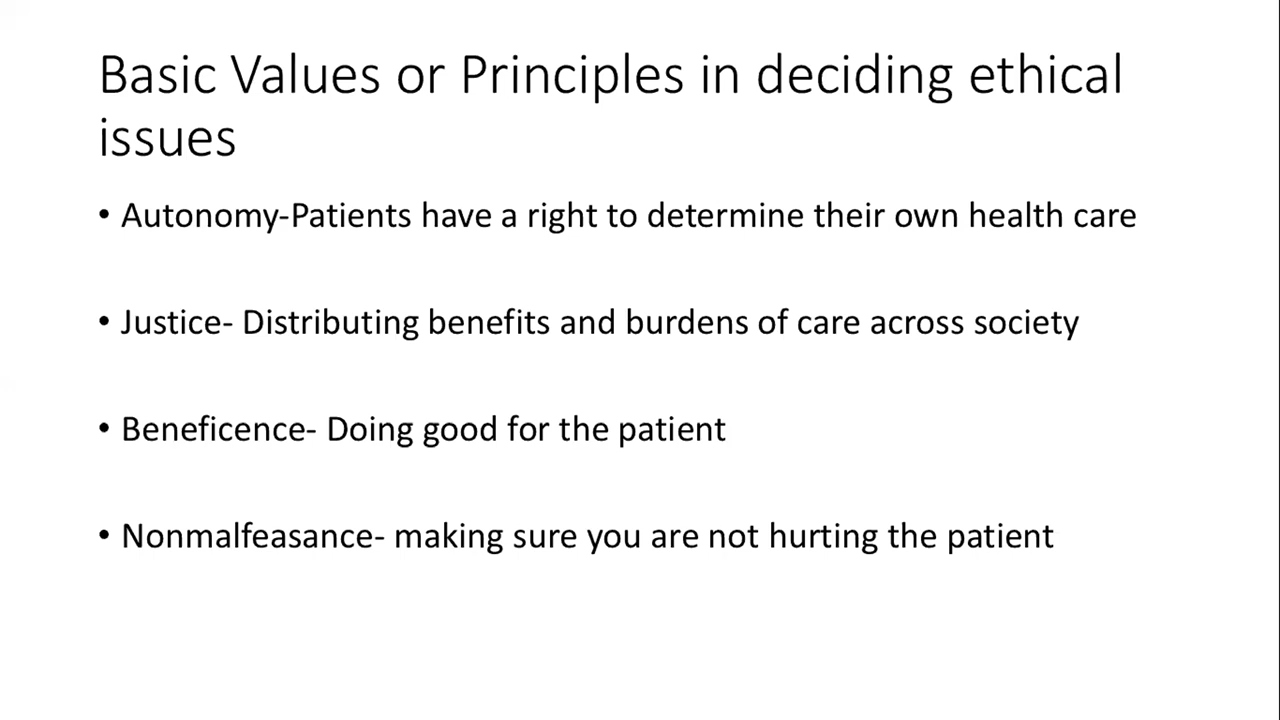 Basic Values or Principles in deciding ethical
issues
• Autonomy-Patients have a right to determine their own health care
• Justice- Distributing benefits and burdens of care across society
• Beneficence- Doing good for the patient
• Nonmalfeasance- making sure you are not hurting the patient